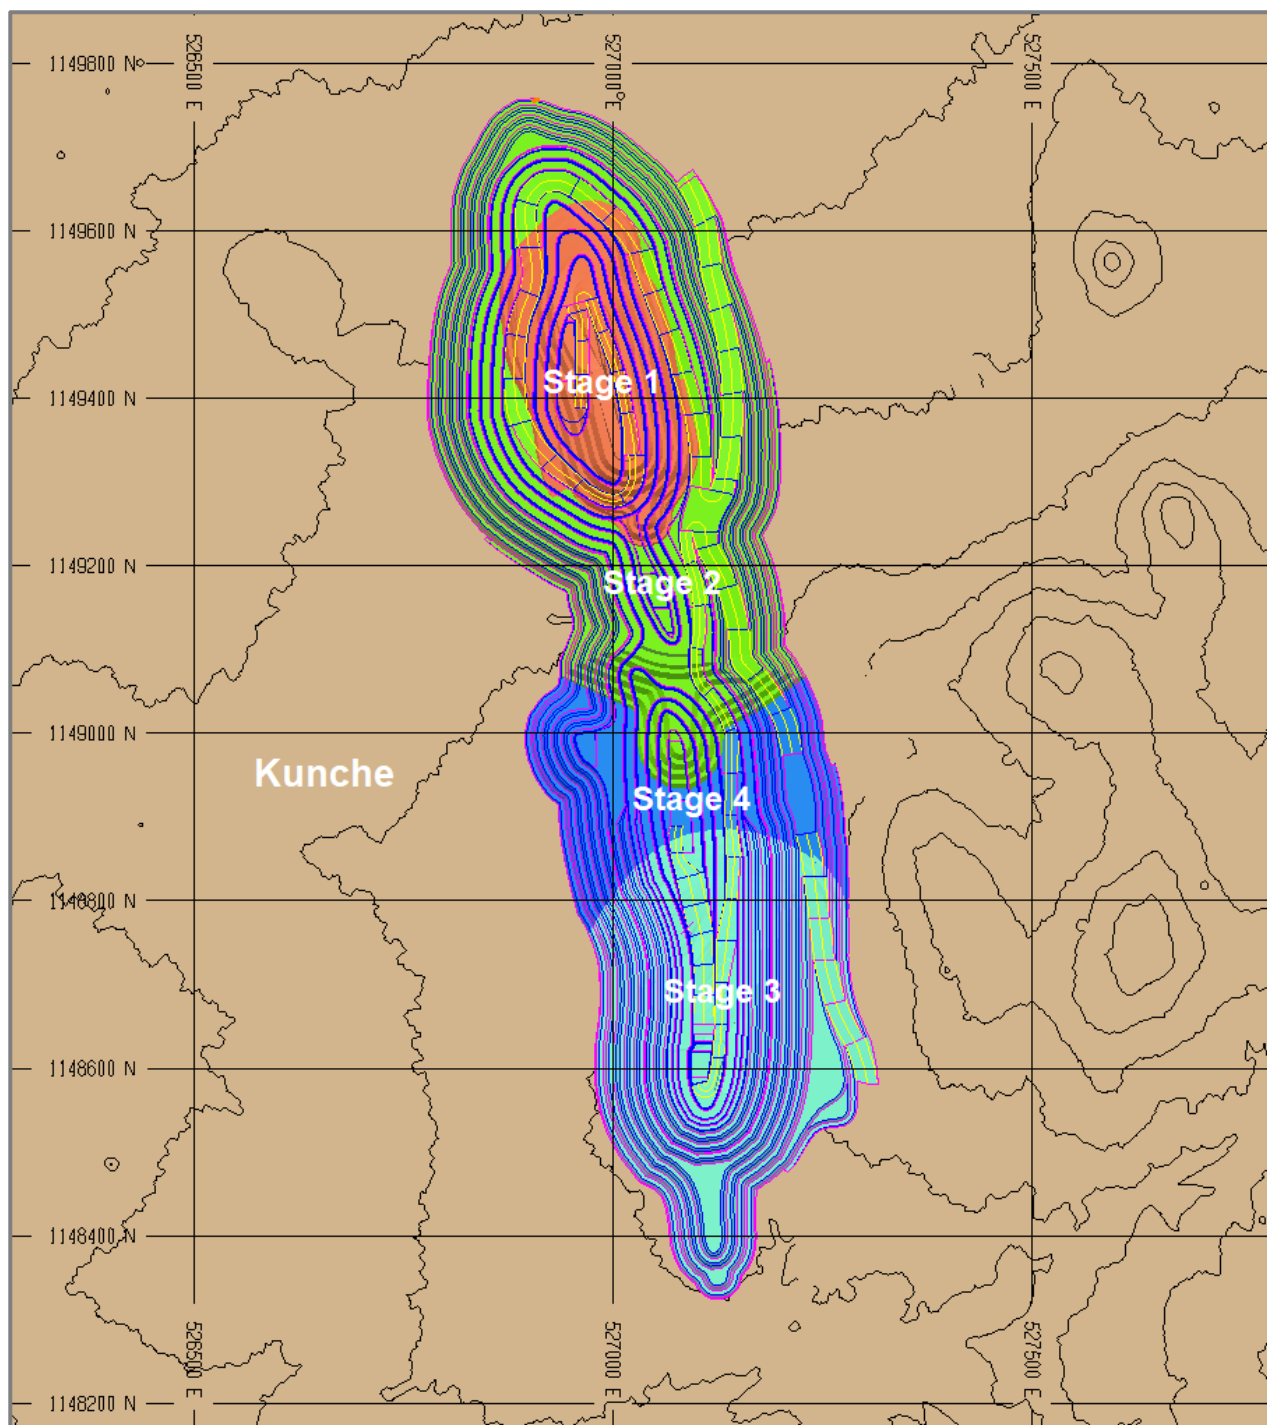 526500 E
527000 E
527500 E
1149800 N
1149600 N
1149400 N
Stage 1
1149200 N
Stage 2
1149000 N
Kunche
Stage 4
1148800 N
Stage 3
1148600 N
1148400 N
526500 E
527000 E
527500 E
1148200 N